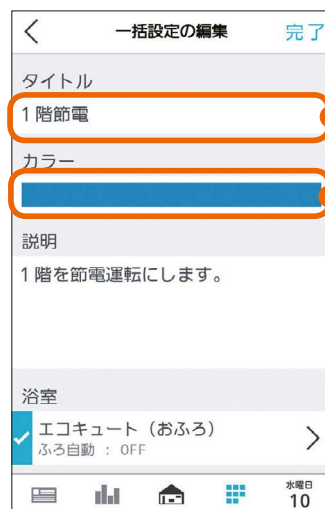 一括設定の編集 完了
タイトル
1階節電
カラー
説明
1階を節電運転にします。
浴室
エコキュート（おふろ）
ふろ自動 : OFF
水曜日
10